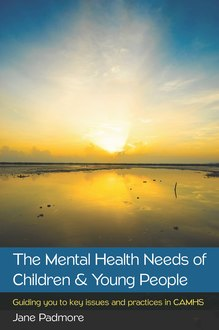 The Mental Health Needs of
Children & Young People
Guiding you to key issues and practices in CAMHS
Jane Padmore